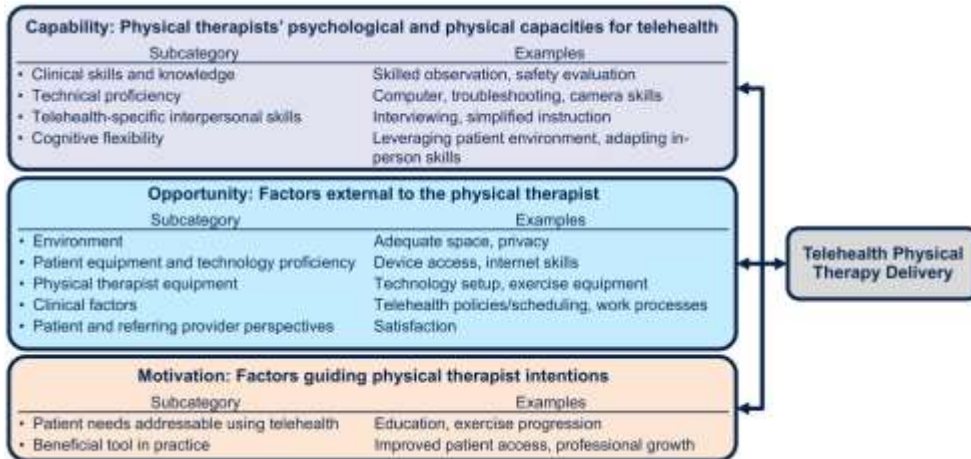 Capability: Physical therapists' psychological and physical capacities for telehealth
Subcategory Examples
• Clinical skills and knowledge Skilled observation, safety evaluation
• Technical proficiency Computer, troubleshooting, camera skills
• Telehealth-specific interpersonal skills Interviewing, simplified instruction
• Cognitive flexibility Leveraging patient environment, adapting in-
person skills
Opportunity: Factors external to the physical therapist
Subcategory Examples
• Environment Adequate space, privacy
• Patient equipment and technology proficiency Device access, internet skills
• Physical therapist equipment Technology setup, exercise equipment
• Clinical factors Telehealth policies/scheduling, work processes
• Patient and referring provider perspectives Satisfaction
Telehealth Physical
Therapy Delivery
Motivation: Factors guiding physical therapist intentions
Subcategory Examples
• Patient needs addressable using telehealth Education, exercise progression
• Beneficial tool in practice Improved patient access, professional growth